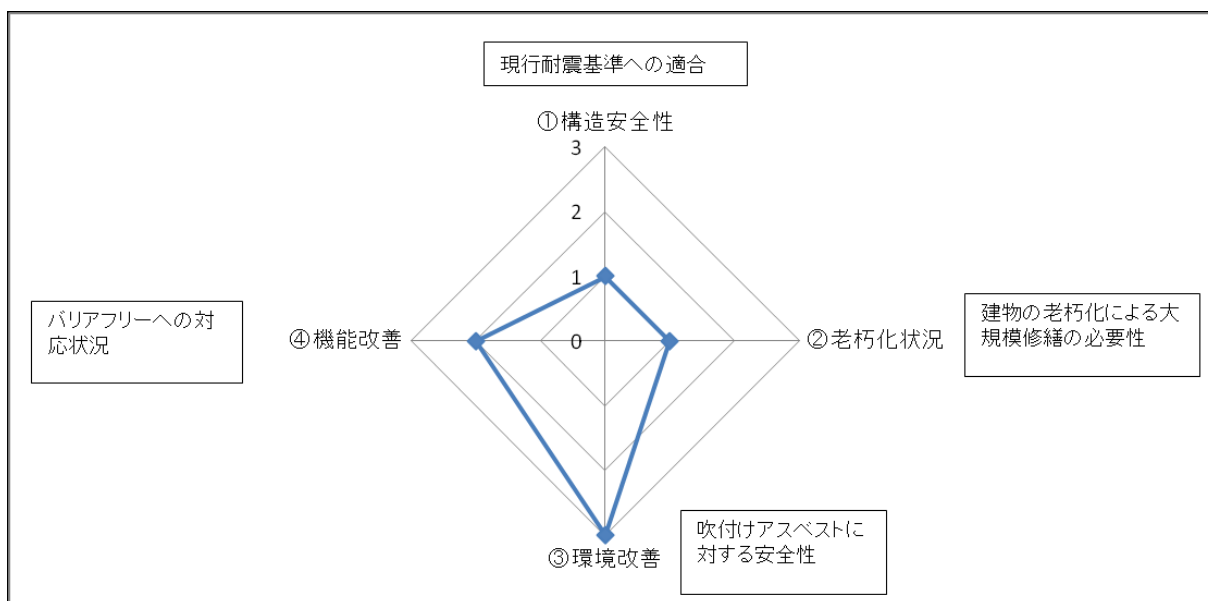 現行耐震基準への適合
①構造安全性
3
2
1
0
バリアフリーへの対
応状況
④機能改善
②老朽化状況
建物の老朽化による大
規模修繕の必要性
③環境改善
吹付けアスベストに
対する安全性